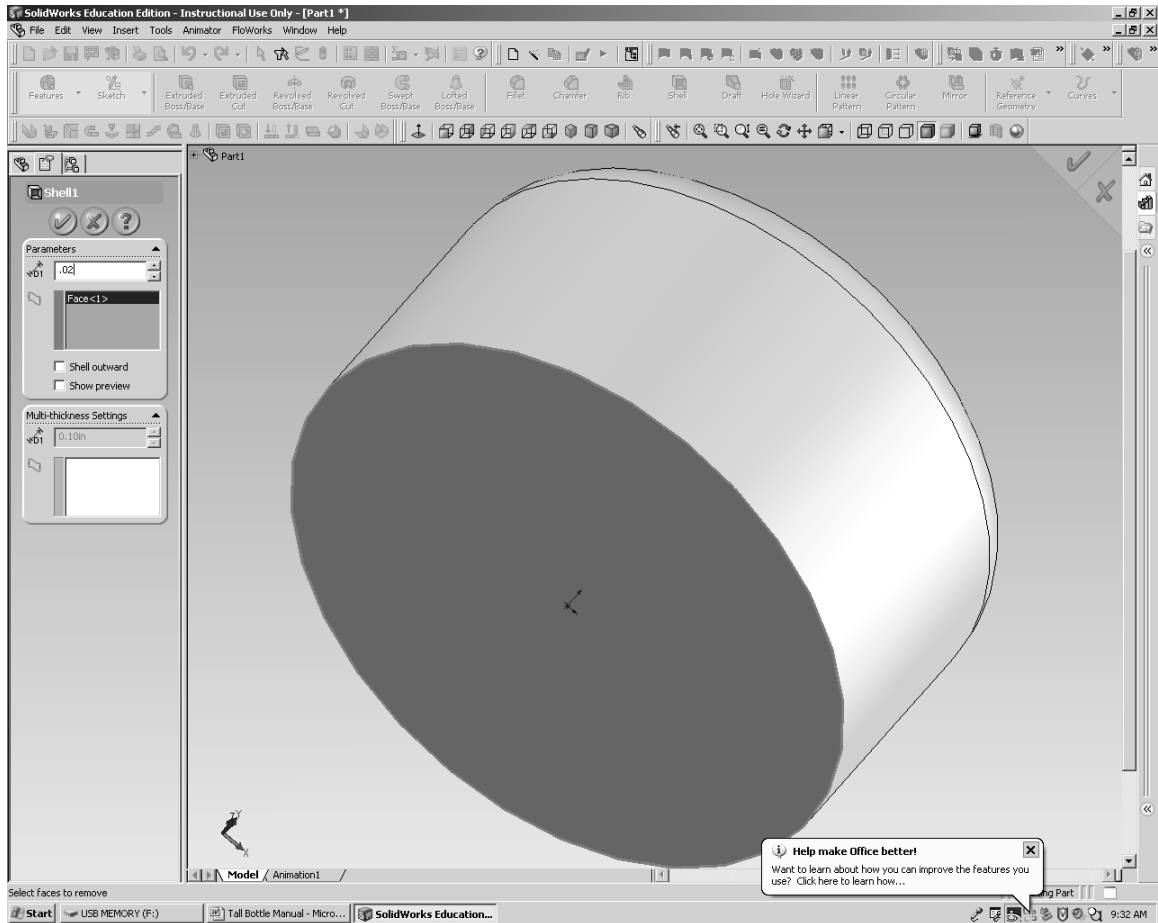 SolidWorks Education Edition - Instructional Use Only - [Part1 *]
File Edit View Insert Tools Animator FloWorks Window Help
Features Sketch Extruded Boss/Base Extruded Cut Revolved Boss/Base Revolved Cut Swept Boss/Base Lofted Boss/Base Fillet Chamfer Rib Shell Draft Hole Wizard Linear Pattern Circular Pattern Mirror Reference Geometry Curves
Part1
Shell1
Parameters
D1 .02
Face<1>
Shell outward
Show preview
Multi-thickness Settings
D1 0.10in
Z Y
X
Model Animation1
Help make Office better!
Want to learn about how you can improve the features you
use? Click here to learn how...
Select faces to remove
ng Part
Start USB MEMORY (F:) Tall Bottle Manual - Micro... SolidWorks Education... 9:32 AM